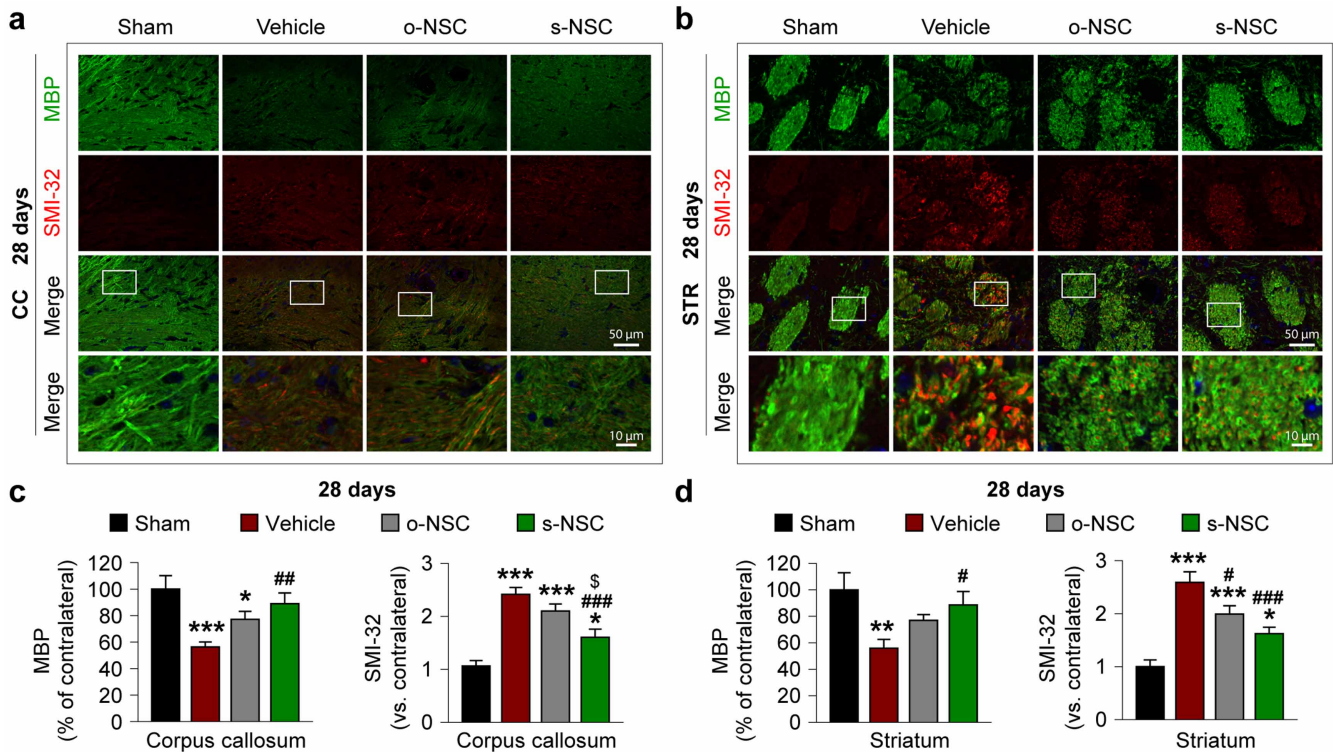 a
Sham Vehicle o-NSC s-NSC
28 days
CC
MBP
SMI-32
Merge
50 µm
Merge
10 µm
b
Sham Vehicle o-NSC s-NSC
28 days
STR
MBP
SMI-32
Merge
50 µm
Merge
10 µm
c
28 days
Sham Vehicle o-NSC s-NSC
MBP
(% of contralateral)
120
100
80
60
40
20
0
***
*
##
Corpus callosum
SMI-32
(vs. contralateral)
3
2
1
0
***
***
$
###
*
Corpus callosum
d
28 days
Sham Vehicle o-NSC s-NSC
MBP
(% of contralateral)
120
100
80
60
40
20
0
**
#
Striatum
SMI-32
(vs. contralateral)
3
2
1
0
***
#
***
###
*
Striatum